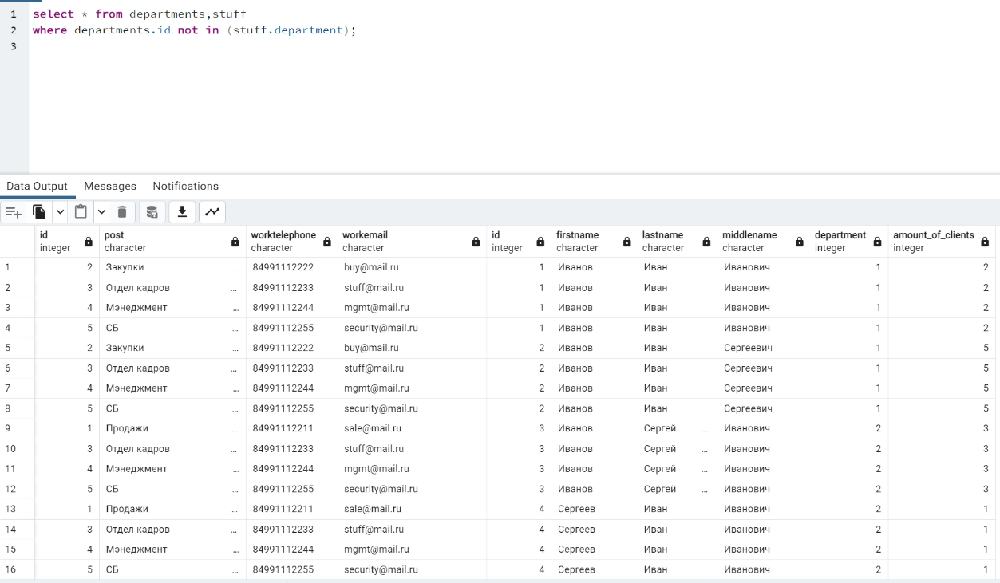 1 select * from departments,stuff
2 where departments.id not in (stuff.department);
3
Data Output Messages Notifications
id post worktelephone workemail id firstname lastname middlename department amount_of_clients
integer character character character integer character character character integer integer
1 2 Закупки ... 84991112222 buy@mail.ru 1 Иванов Иван Иванович 1 2
2 3 Отдел кадров ... 84991112233 stuff@mail.ru 1 Иванов Иван Иванович 1 2
3 4 Мэнеджмент ... 84991112244 mgmt@mail.ru 1 Иванов Иван Иванович 1 2
4 5 СБ ... 84991112255 security@mail.ru 1 Иванов Иван Иванович 1 2
5 2 Закупки ... 84991112222 buy@mail.ru 2 Иванов Иван Сергеевич 1 5
6 3 Отдел кадров ... 84991112233 stuff@mail.ru 2 Иванов Иван Сергеевич 1 5
7 4 Мэнеджмент ... 84991112244 mgmt@mail.ru 2 Иванов Иван Сергеевич 1 5
8 5 СБ ... 84991112255 security@mail.ru 2 Иванов Иван Сергеевич 1 5
9 1 Продажи ... 84991112211 sale@mail.ru 3 Иванов Сергей ... Иванович 2 3
10 3 Отдел кадров ... 84991112233 stuff@mail.ru 3 Иванов Сергей ... Иванович 2 3
11 4 Мэнеджмент ... 84991112244 mgmt@mail.ru 3 Иванов Сергей ... Иванович 2 3
12 5 СБ ... 84991112255 security@mail.ru 3 Иванов Сергей ... Иванович 2 3
13 1 Продажи ... 84991112211 sale@mail.ru 4 Сергеев Иван Иванович 2 1
14 3 Отдел кадров ... 84991112233 stuff@mail.ru 4 Сергеев Иван Иванович 2 1
15 4 Мэнеджмент ... 84991112244 mgmt@mail.ru 4 Сергеев Иван Иванович 2 1
16 5 СБ ... 84991112255 security@mail.ru 4 Сергеев Иван Иванович 2 1